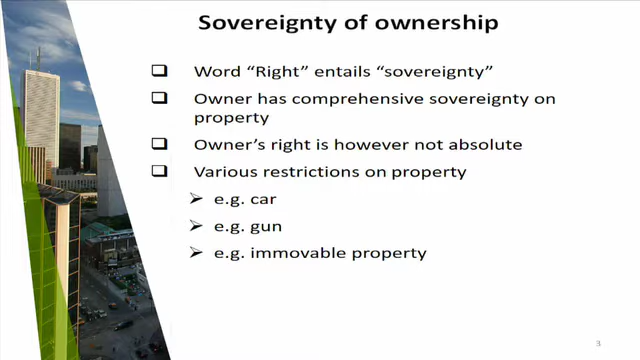 Sovereignty of ownership
Word “Right” entails “sovereignty”
Owner has comprehensive sovereignty on
property
Owner’s right is however not absolute
Various restrictions on property
e.g. car
e.g. gun
e.g. immovable property
3